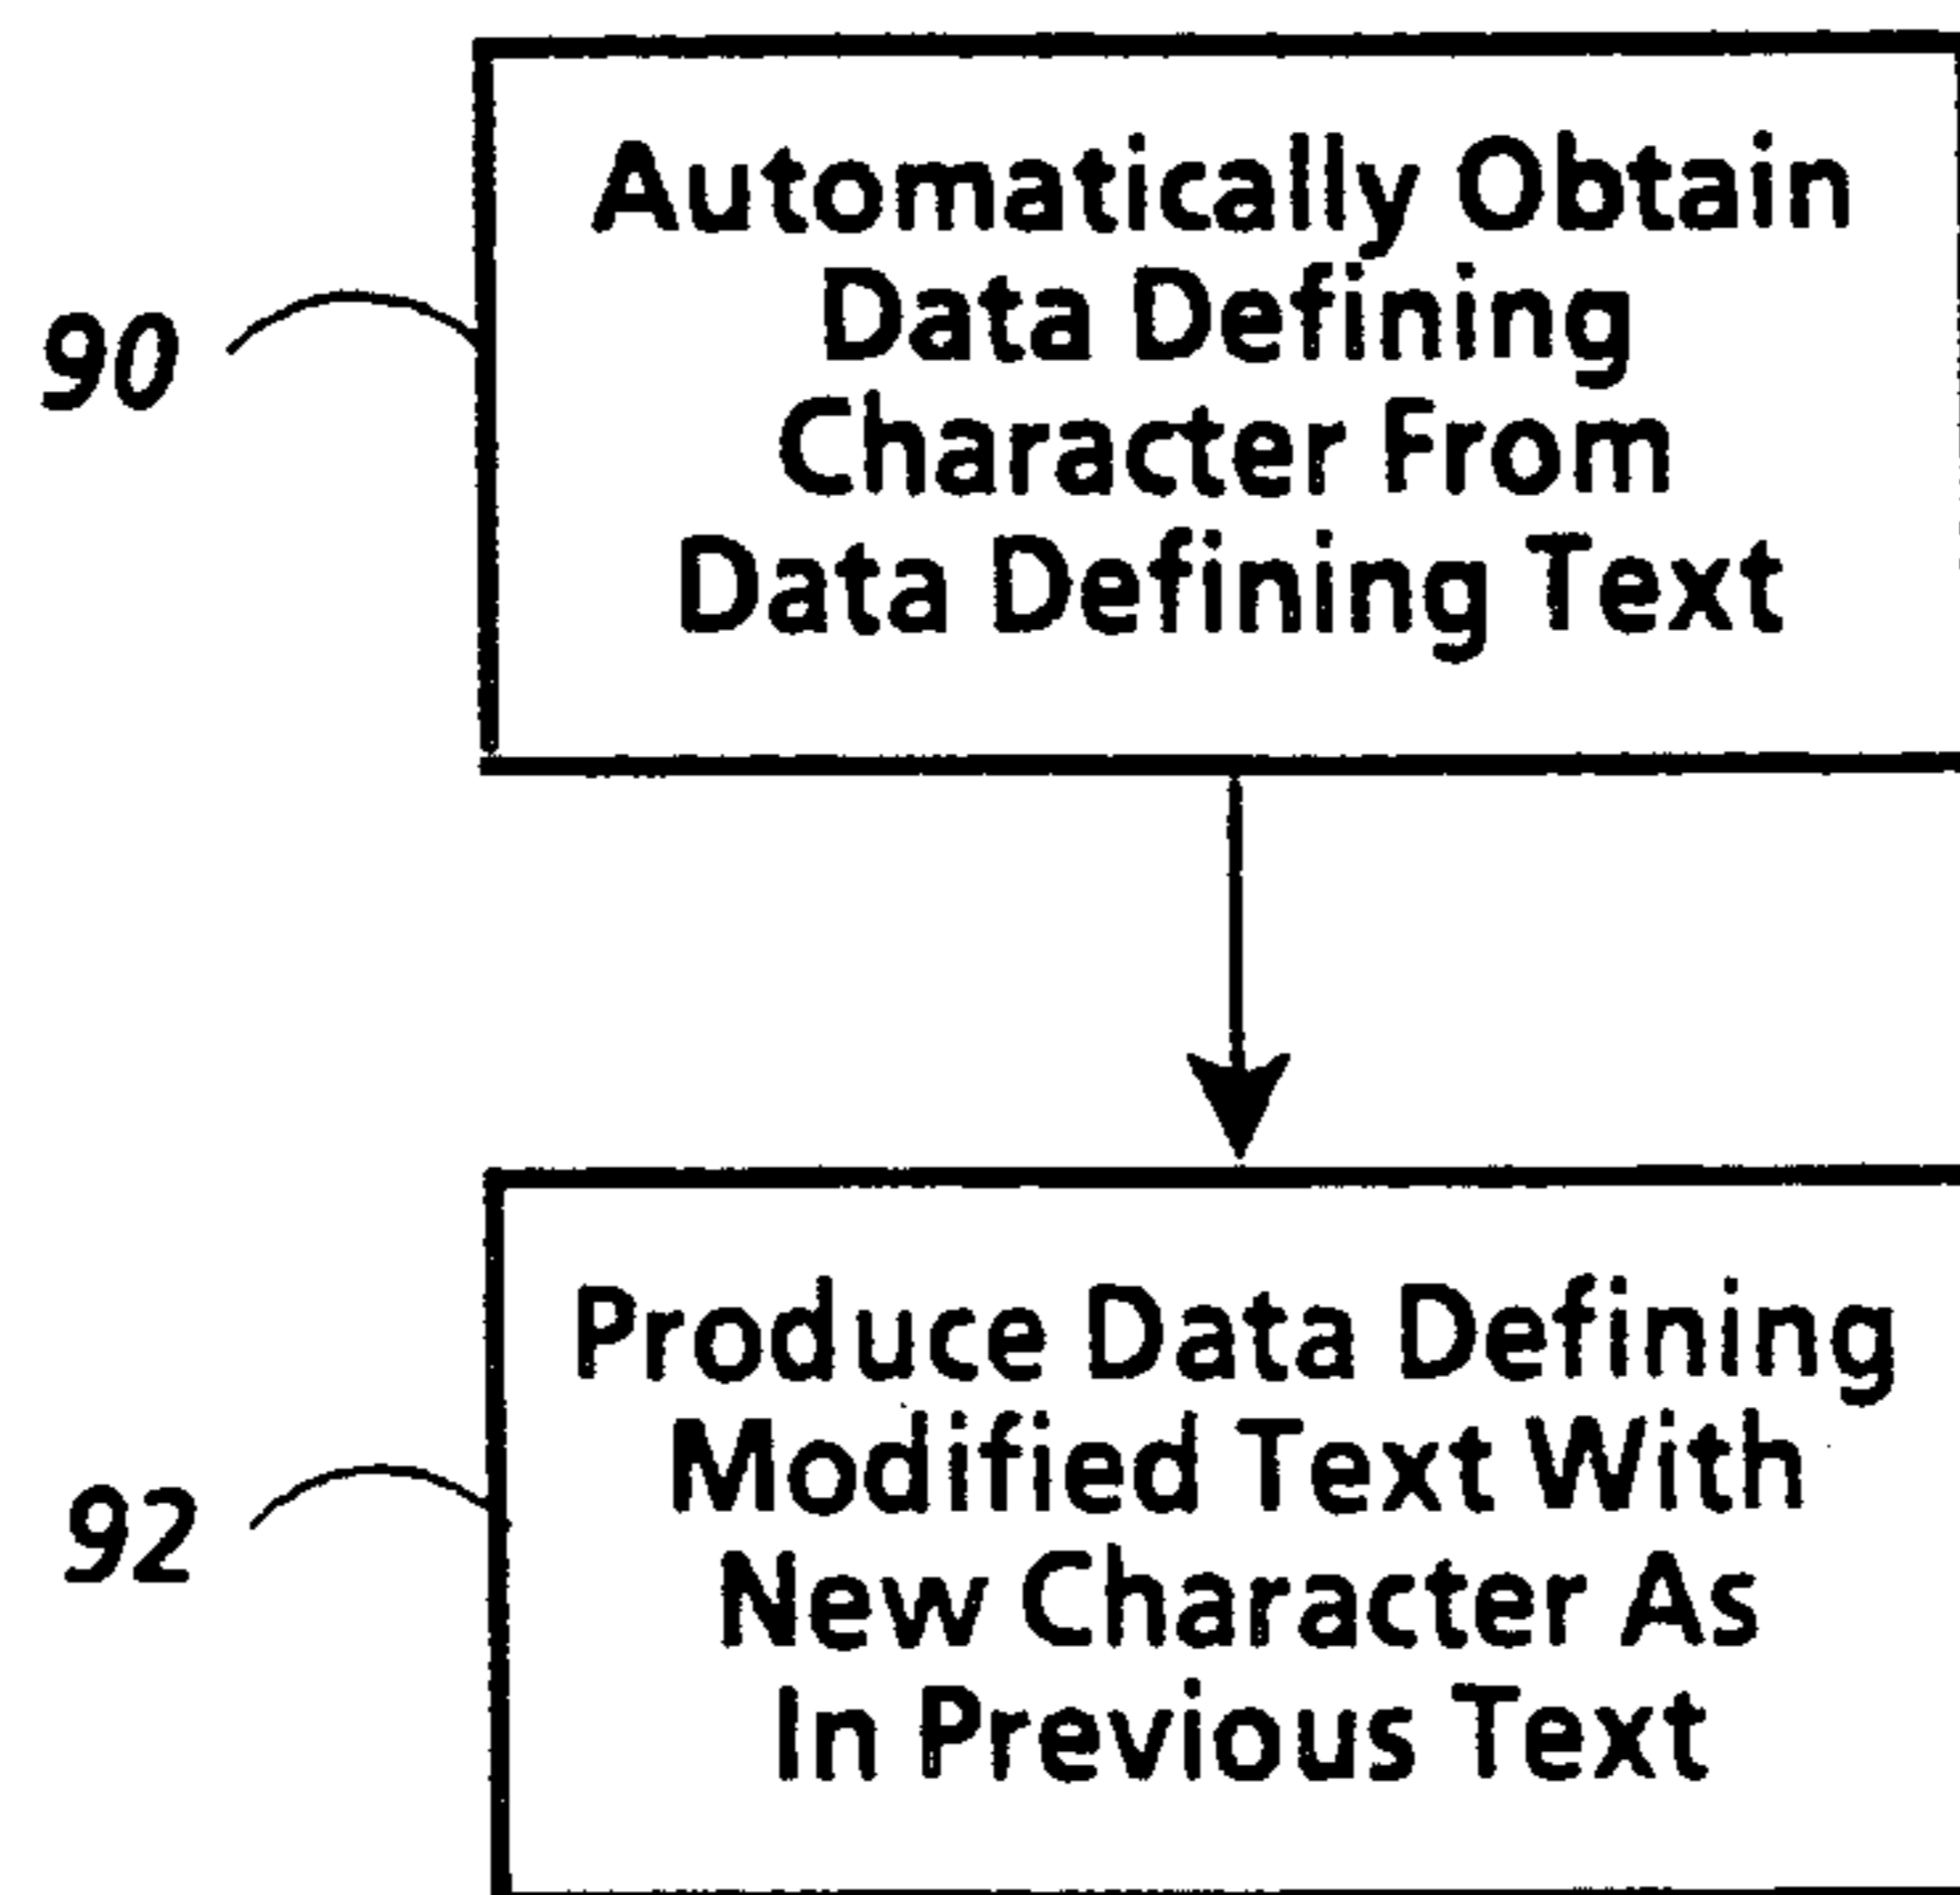 Automatically Obtain
Data Defining
90
Character From
Data Defining Text
Produce Data Defining
Modified Text With
92
New Character As
In Previous Text